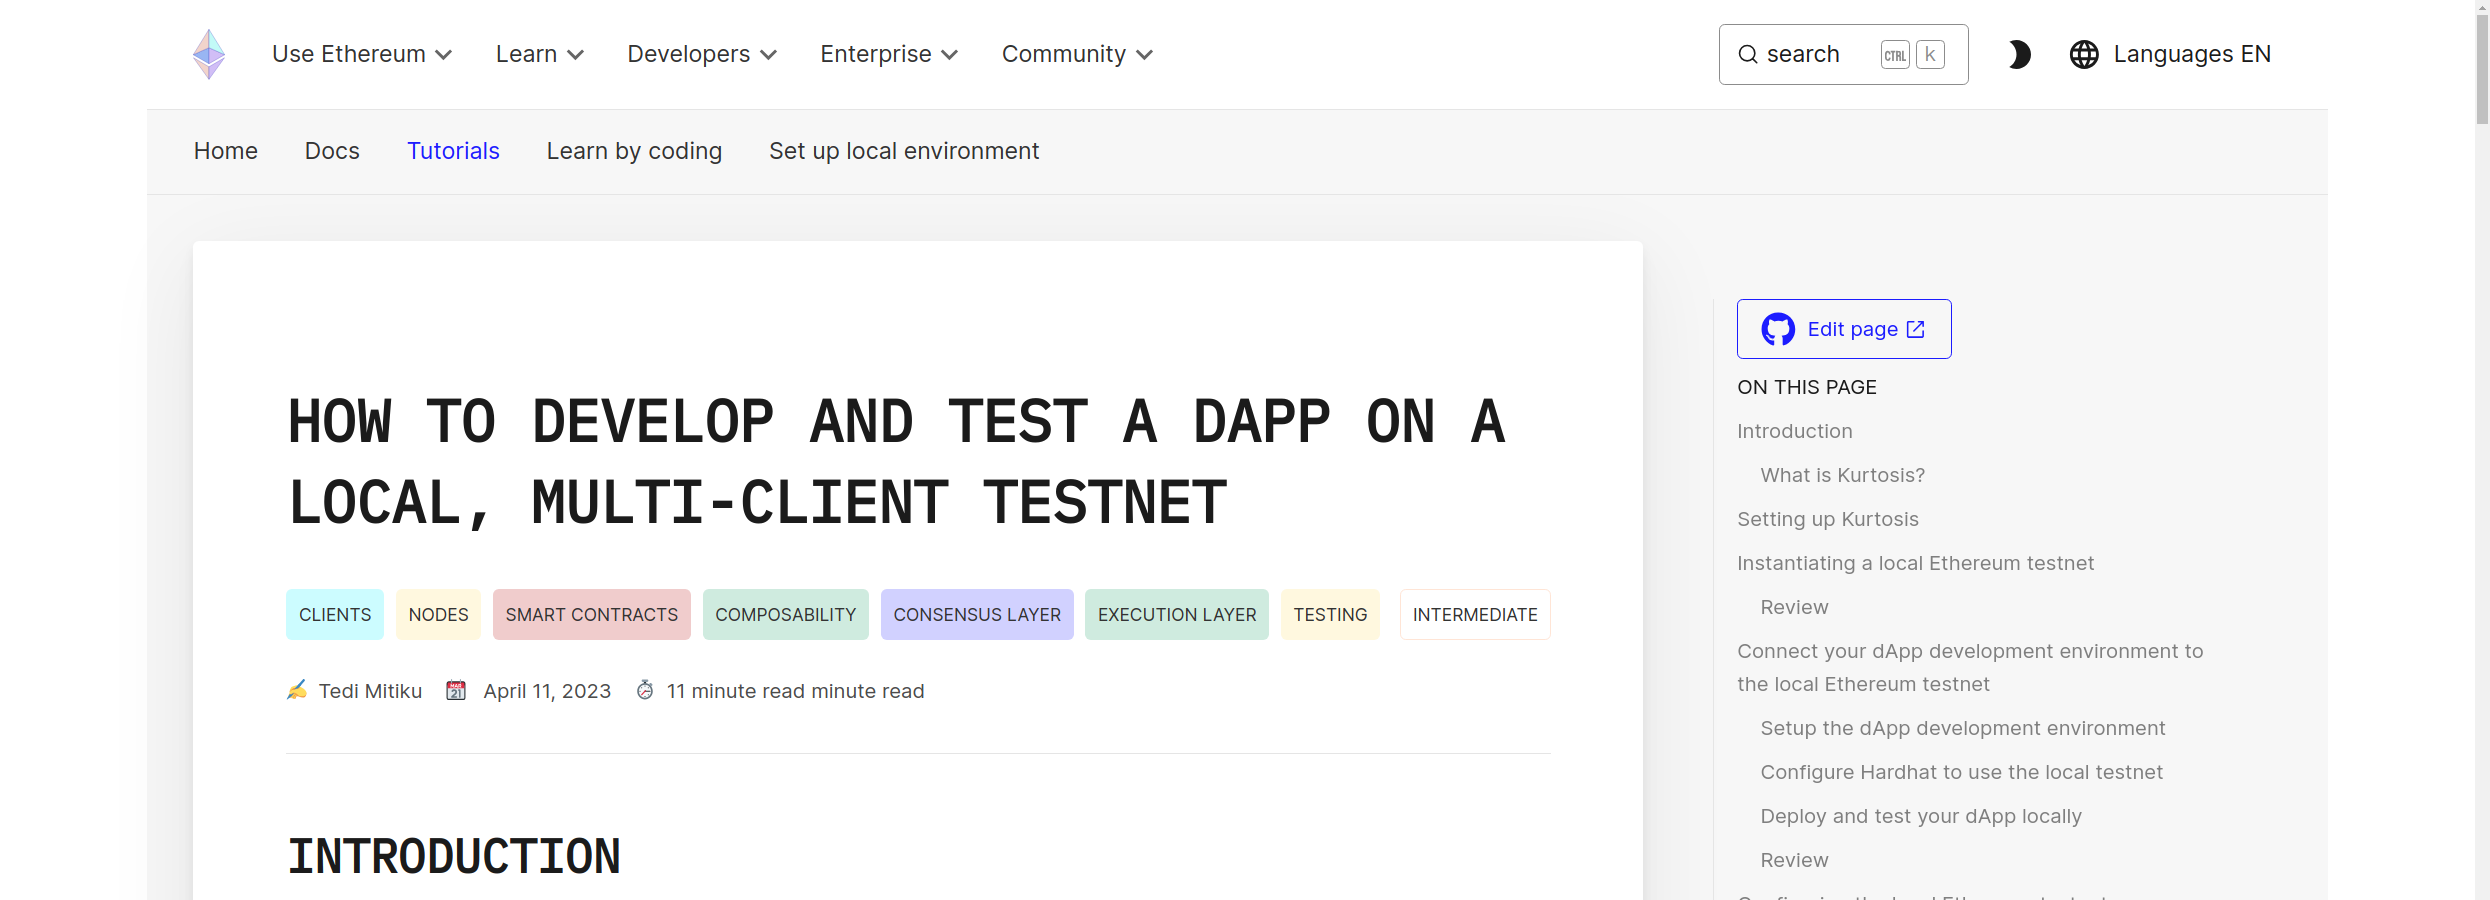 Use Ethereum Learn Developers Enterprise Community search CTRL k Languages EN
Home Docs Tutorials Learn by coding Set up local environment
HOW TO DEVELOP AND TEST A DAPP ON A
LOCAL, MULTI-CLIENT TESTNET
CLIENTS NODES SMART CONTRACTS COMPOSABILITY CONSENSUS LAYER EXECUTION LAYER TESTING INTERMEDIATE
Tedi Mitiku April 11, 2023 11 minute read minute read
INTRODUCTION
Edit page
ON THIS PAGE
Introduction
What is Kurtosis?
Setting up Kurtosis
Instantiating a local Ethereum testnet
Review
Connect your dApp development environment to
the local Ethereum testnet
Setup the dApp development environment
Configure Hardhat to use the local testnet
Deploy and test your dApp locally
Review